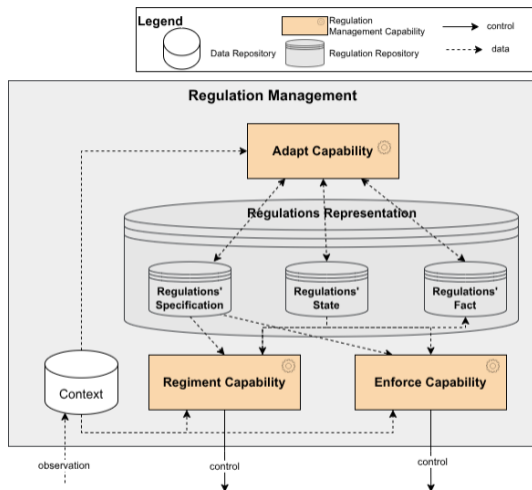 Legend
Data Repository
Regulation
Management Capability
Regulation Repository
control
data
Regulation Management
Adapt Capability
Regulations Representation
Regulations'
Specification
Regulations'
State
Regulations'
Fact
Regiment Capability
Enforce Capability
Context
observation
control
control